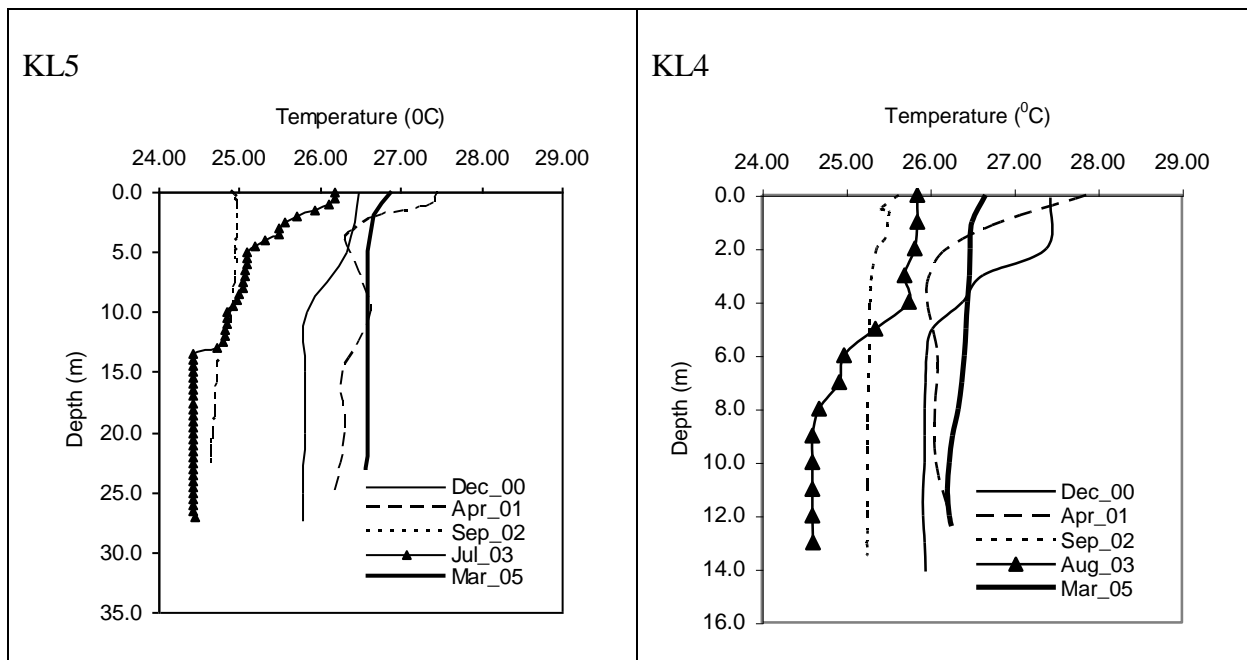 KL5
Temperature (0C)
24.00 25.00 26.00 27.00 28.00 29.00
0.0
5.0
10.0
15.0
20.0
25.0
30.0
35.0
Depth (m)
Dec_00
Apr_01
Sep_02
Jul_03
Mar_05
KL4
Temperature (⁰C)
24.00 25.00 26.00 27.00 28.00 29.00
0.0
2.0
4.0
6.0
8.0
10.0
12.0
14.0
16.0
Depth (m)
Dec_00
Apr_01
Sep_02
Aug_03
Mar_05